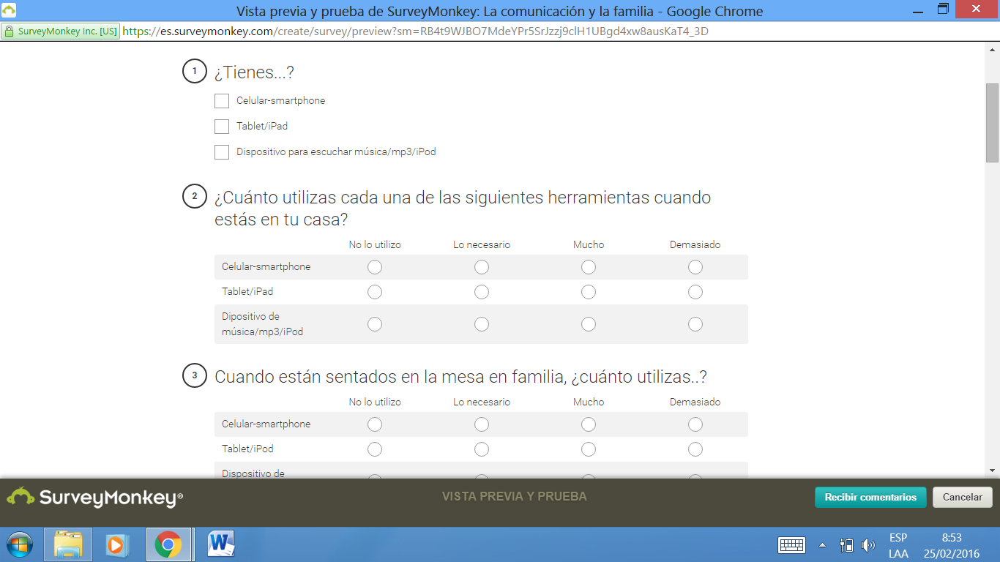 Vista previa y prueba de SurveyMonkey: La comunicación y la familia - Google Chrome
SurveyMonkey Inc. [US] https://es.surveymonkey.com/create/survey/preview?sm=RB4t9WJBO7MdeYPr5SrJzzj9clH1UBgd4xw8ausKaT4_3D
1 ¿Tienes...?
Celular-smartphone
Tablet/iPad
Dispositivo para escuchar música/mp3/iPod
2 ¿Cuánto utilizas cada una de las siguientes herramientas cuando
estás en tu casa?
No lo utilizo Lo necesario Mucho Demasiado
Celular-smartphone
Tablet/iPad
Dipositivo de
música/mp3/iPod
3 Cuando están sentados en la mesa en familia, ¿cuánto utilizas..?
No lo utilizo Lo necesario Mucho Demasiado
Celular-smartphone
Tablet/iPod
Dispositivo de
SurveyMonkey® VISTA PREVIA Y PRUEBA Recibir comentarios Cancelar
ESP 8:53
LAA 25/02/2016